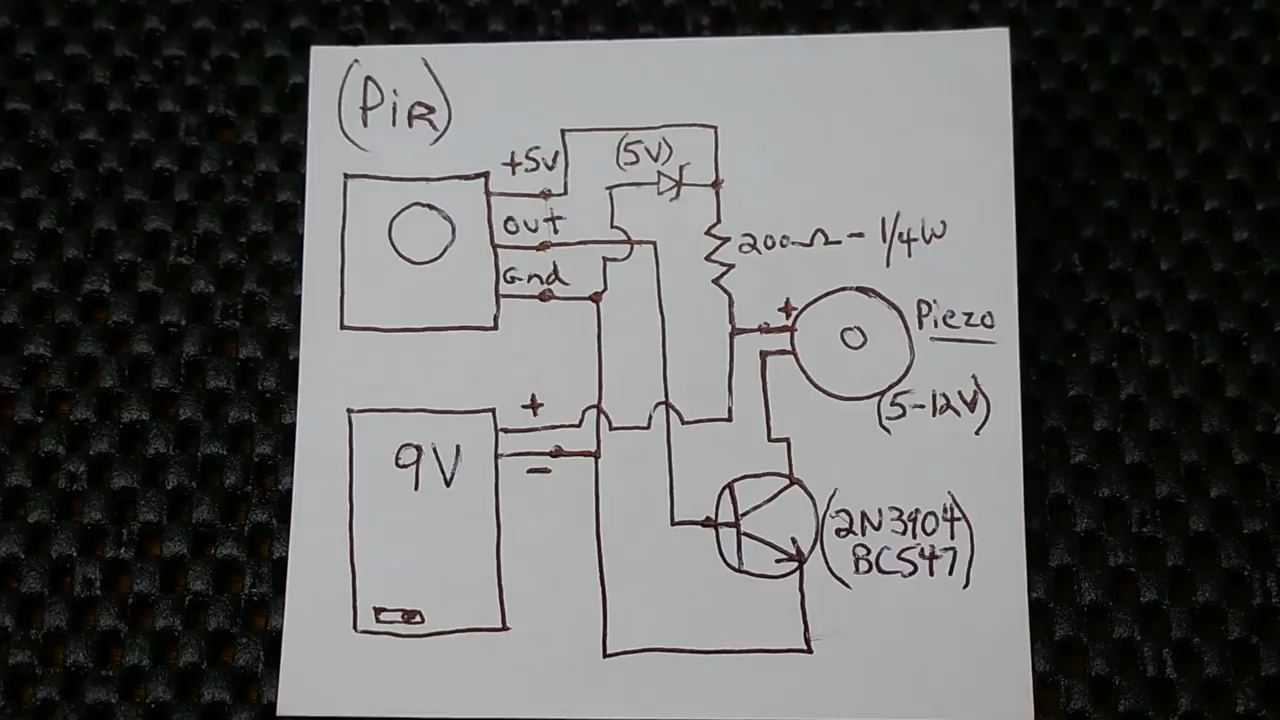 (PiR)
+5V
(5V)
out
Gnd
200Ω - 1/4W
+
Piezo
(5-12V)
+
-
9V
(2N3904
BC547)